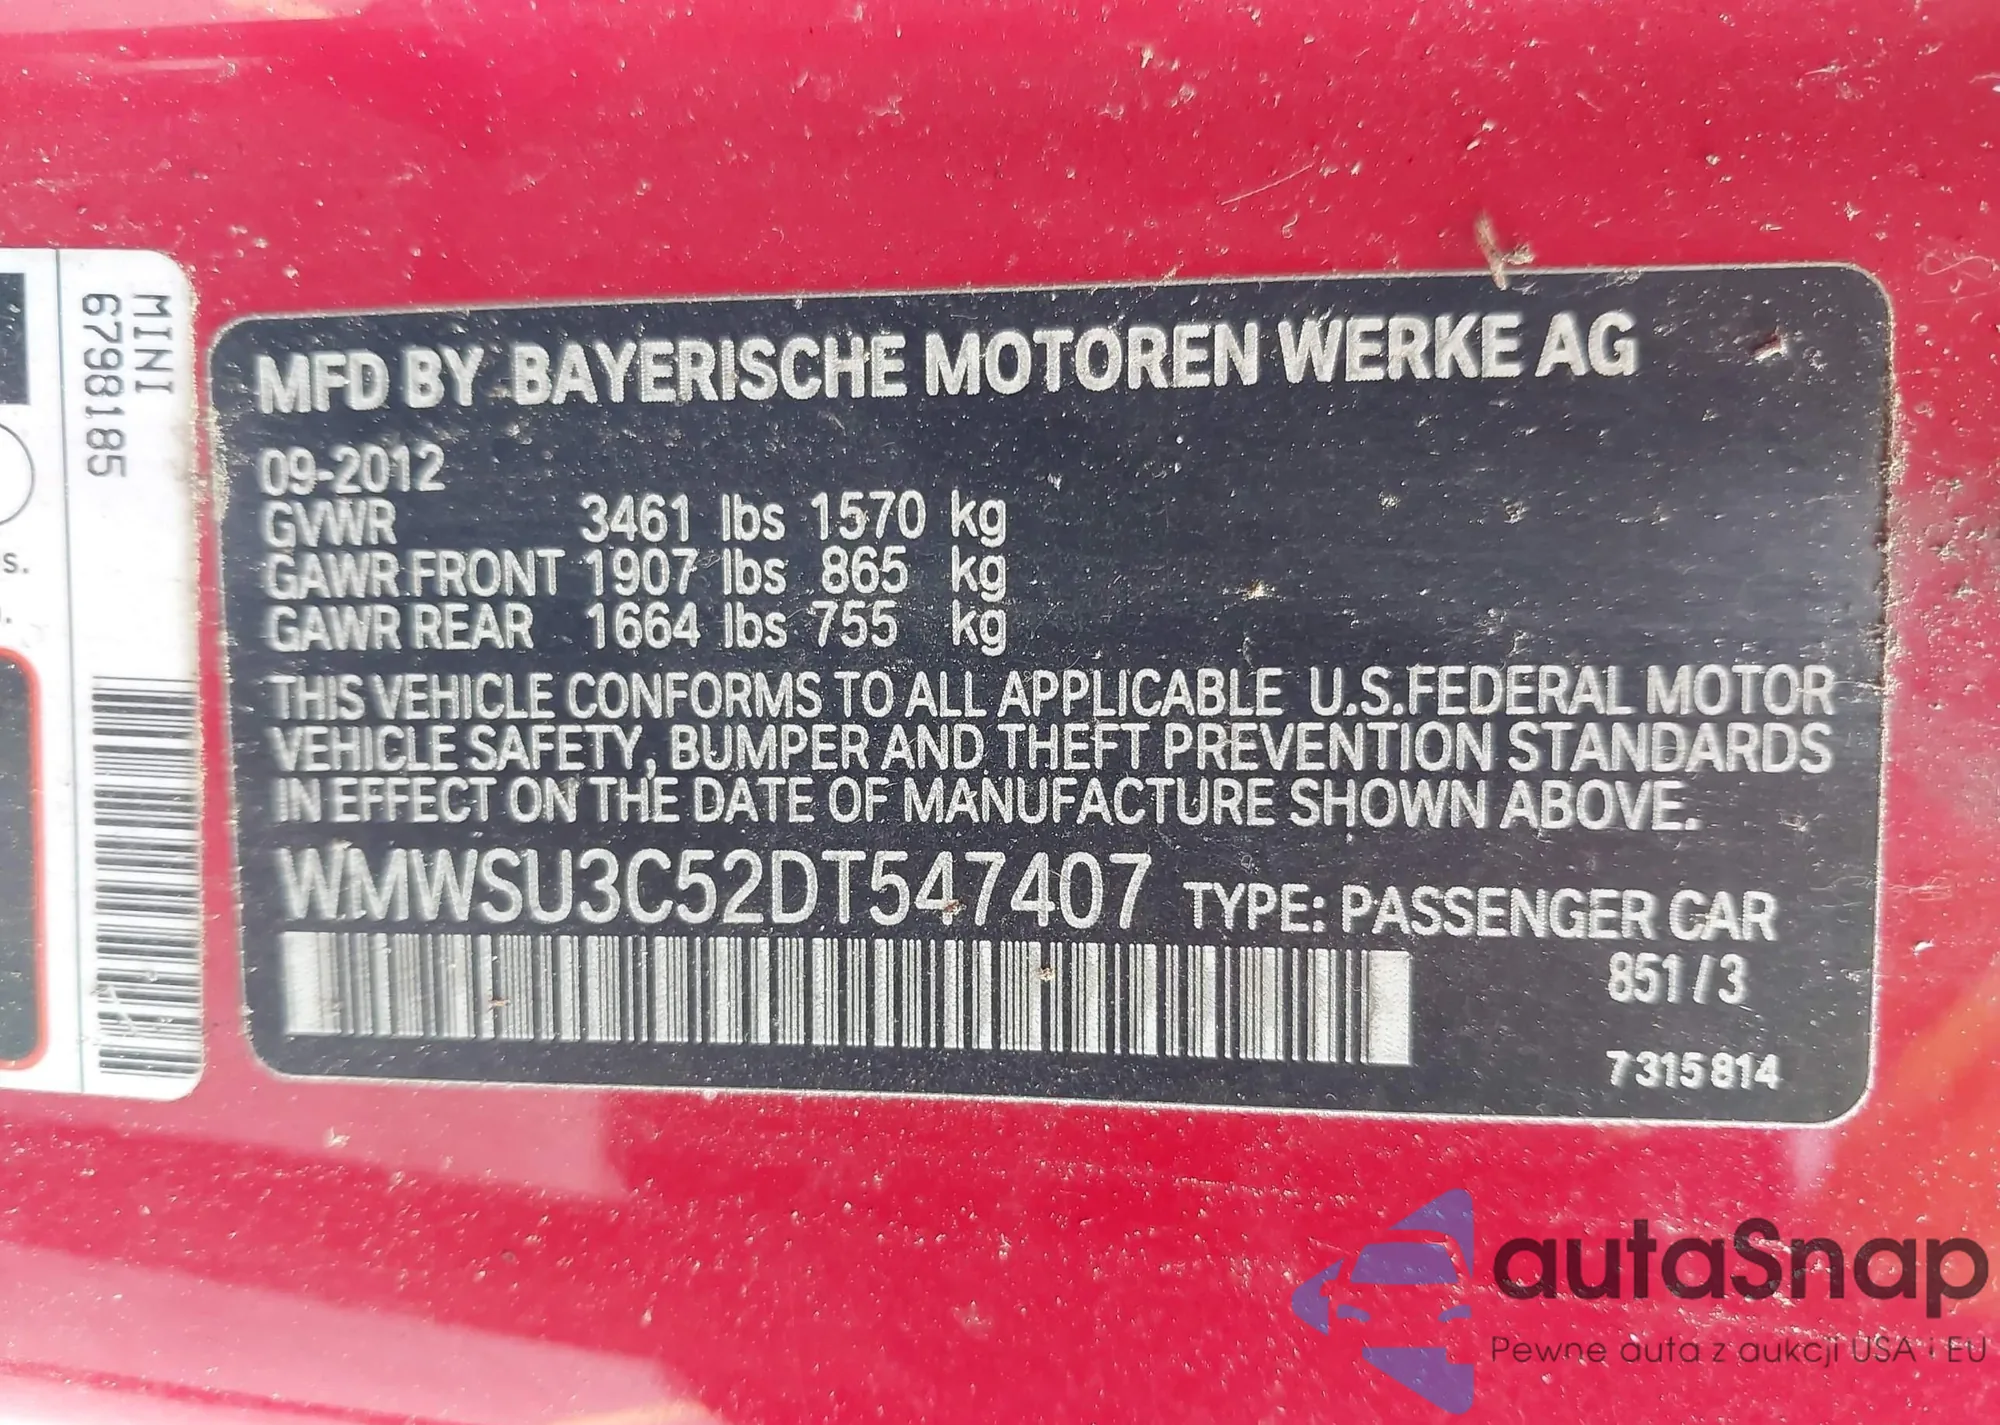 MINI
6798185
s.
MFD BY BAYERISCHE MOTOREN WERKE AG
09-2012
GVWR 3461 lbs 1570 kg
GAWR FRONT 1907 lbs 865 kg
GAWR REAR 1664 lbs 755 kg
THIS VEHICLE CONFORMS TO ALL APPLICABLE U.S.FEDERAL MOTOR
VEHICLE SAFETY, BUMPER AND THEFT PREVENTION STANDARDS
IN EFFECT ON THE DATE OF MANUFACTURE SHOWN ABOVE.
WMWSU3C52DT547407 TYPE: PASSENGER CAR
851/3
7315814
autaSnap
Pewne auta z aukcji USA i EU